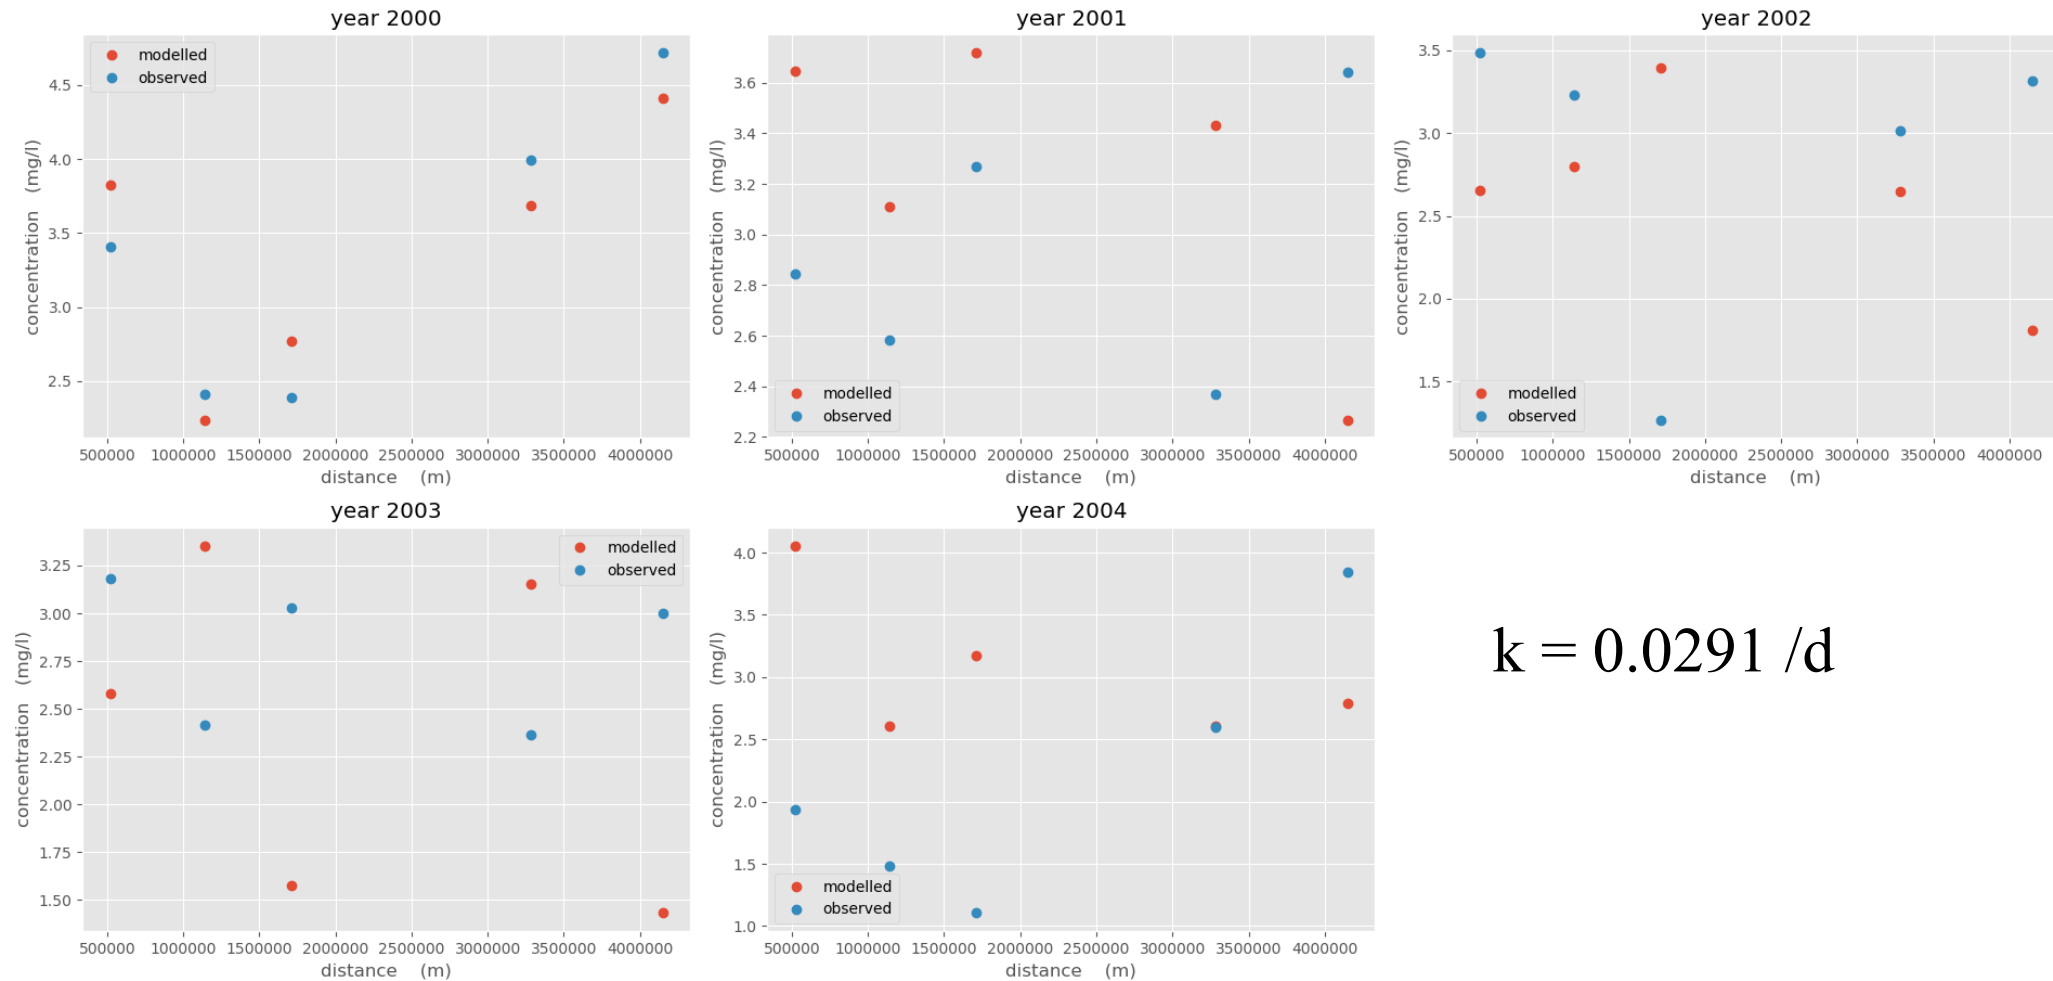 year 2000
modelled
observed
4.5
4.0
3.5
3.0
2.5
concentration (mg/l)
500000 1000000 1500000 2000000 2500000 3000000 3500000 4000000
distance (m)
year 2001
3.6
3.4
3.2
3.0
2.8
2.6
2.4
2.2
concentration (mg/l)
modelled
observed
500000 1000000 1500000 2000000 2500000 3000000 3500000 4000000
distance (m)
year 2002
3.5
3.0
2.5
2.0
1.5
concentration (mg/l)
modelled
observed
500000 1000000 1500000 2000000 2500000 3000000 3500000 4000000
distance (m)
year 2003
modelled
observed
3.25
3.00
2.75
2.50
2.25
2.00
1.75
1.50
concentration (mg/l)
500000 1000000 1500000 2000000 2500000 3000000 3500000 4000000
distance (m)
year 2004
4.0
3.5
3.0
2.5
2.0
1.5
1.0
concentration (mg/l)
modelled
observed
500000 1000000 1500000 2000000 2500000 3000000 3500000 4000000
distance (m)
k = 0.0291 /d